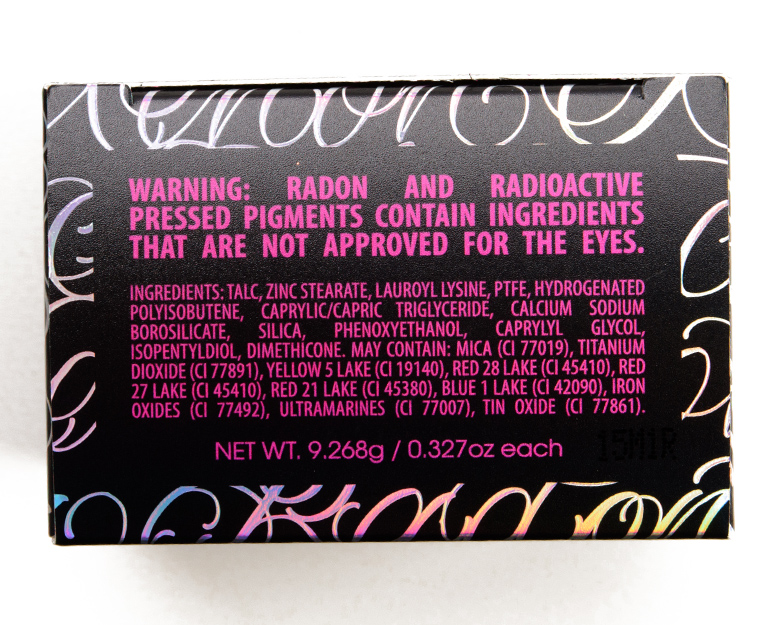 WARNING: RADON AND RADIOACTIVE
PRESSED PIGMENTS CONTAIN INGREDIENTS
THAT ARE NOT APPROVED FOR THE EYES.
INGREDIENTS: TALC, ZINC STEARATE, LAUROYL LYSINE, PTFE, HYDROGENATED
POLYISOBUTENE, CAPRYLIC/CAPRIC TRIGLYCERIDE, CALCIUM SODIUM
BOROSILICATE, SILICA, PHENOXYETHANOL, CAPRYLYL GLYCOL,
ISOPENTYLDIOL, DIMETHICONE. MAY CONTAIN: MICA (CI 77019), TITANIUM
DIOXIDE (CI 77891), YELLOW 5 LAKE (CI 19140), RED 28 LAKE (CI 45410), RED
27 LAKE (CI 45410), RED 21 LAKE (CI 45380), BLUE 1 LAKE (CI 42090), IRON
OXIDES (CI 77492), ULTRAMARINES (CI 77007), TIN OXIDE (CI 77861).
NET WT. 9.268g / 0.327oz each
15M1R